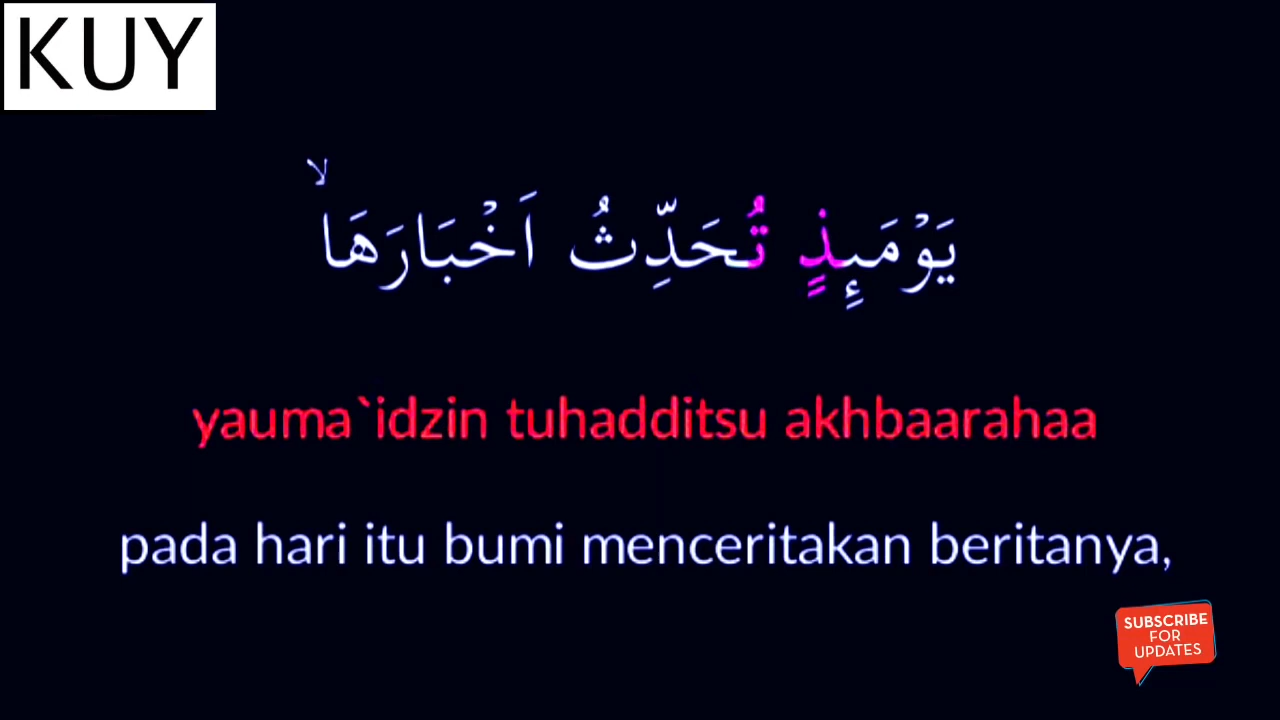 KUY
يَوْمَىِٕذٍ تُحَدِّثُ اَخْبَارَهَاۙ
yauma`idzin tuhadditsu akhbaarahaa
pada hari itu bumi menceritakan beritanya,
SUBSCRIBE
FOR
UPDATES